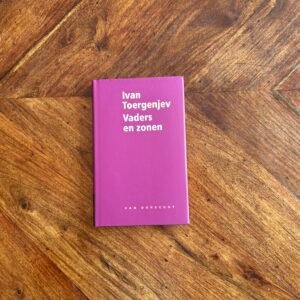 Ivan
Toergenjev
Vaders
en zonen
VAN OORSCHOT